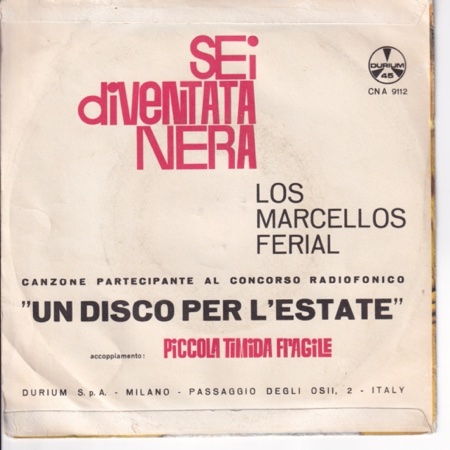 SEi
diVENTATA
NERA
DURIUM
45
CNA 9112
LOS
MARCELLOS
FERIAL
CANZONE PARTECIPANTE AL CONCORSO RADIOFONICO
"UN DISCO PER L'ESTATE"
accoppiamento: PiCCOLA TiMiDA FRAGiLE
DURIUM S.p.A. - MILANO - PASSAGGIO DEGLI OSII, 2 - ITALY